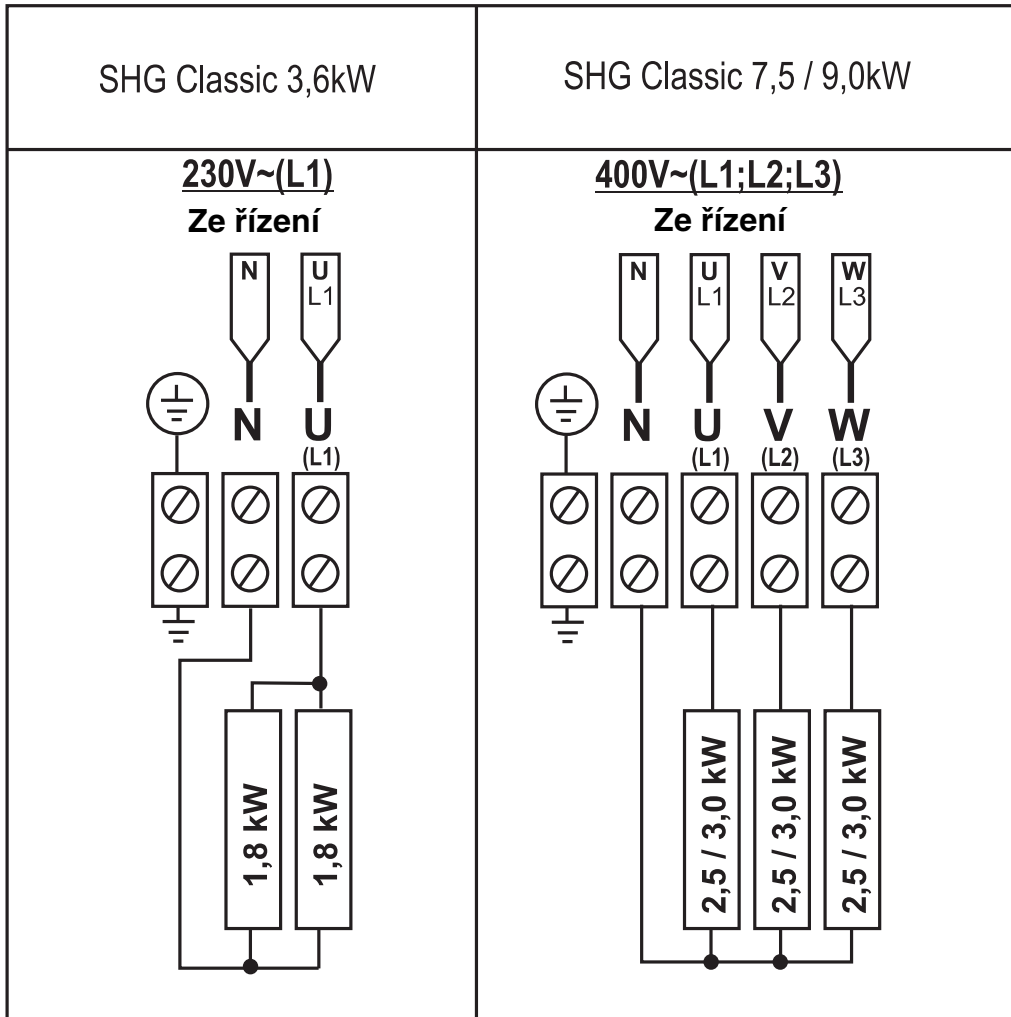 SHG Classic 3,6kW
230V~(L1)
Ze řízení
N
U
L1
N
U
(L1)
1,8 kW
1,8 kW
SHG Classic 7,5 / 9,0kW
400V~(L1;L2;L3)
Ze řízení
N
U
L1
V
L2
W
L3
N
U
V
W
(L1)
(L2)
(L3)
2,5 / 3,0 kW
2,5 / 3,0 kW
2,5 / 3,0 kW